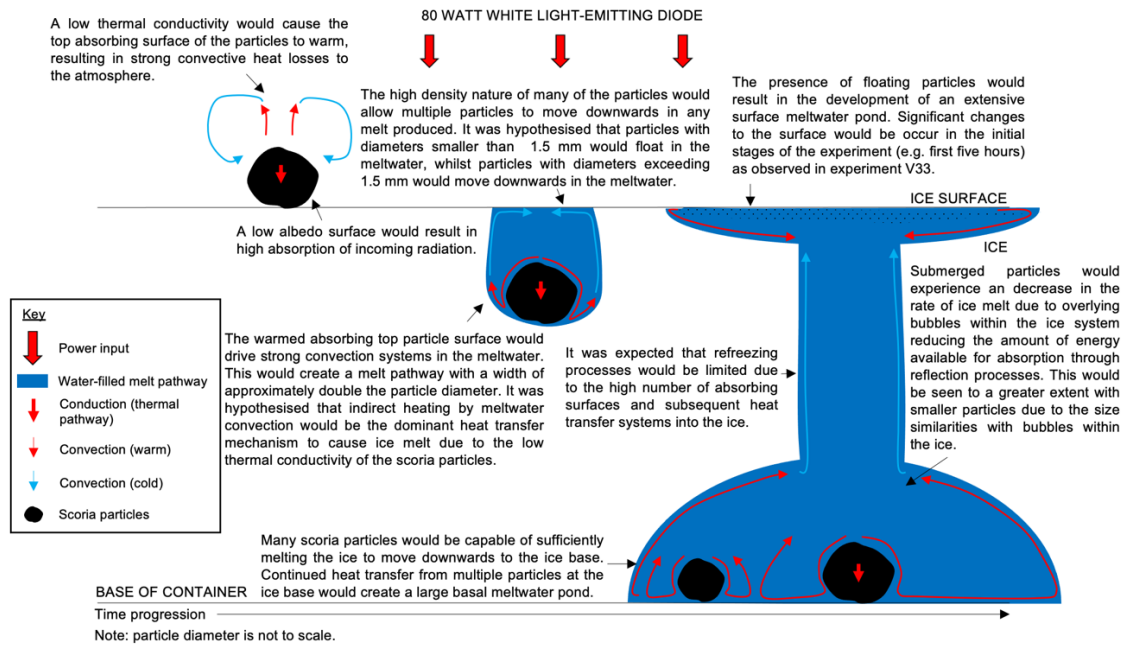 80 WATT WHITE LIGHT-EMITTING DIODE
A low thermal conductivity would cause the
top absorbing surface of the particles to warm,
resulting in strong convective heat losses to
the atmosphere.
The high density nature of many of the particles would
allow multiple particles to move downwards in any
melt produced. It was hypothesised that particles with
diameters smaller than 1.5 mm would float in the
meltwater, whilst particles with diameters exceeding
1.5 mm would move downwards in the meltwater.
The presence of floating particles would
result in the development of an extensive
surface meltwater pond. Significant changes
to the surface would be occur in the initial
stages of the experiment (e.g. first five hours)
as observed in experiment V33.
ICE SURFACE
A low albedo surface would result in
high absorption of incoming radiation.
ICE
Submerged particles would
experience an decrease in the
rate of ice melt due to overlying
bubbles within the ice system
reducing the amount of energy
available for absorption through
reflection processes. This would
be seen to a greater extent with
smaller particles due to the size
similarities with bubbles within
the ice.
Key
Power input
Water-filled melt pathway
Conduction (thermal
pathway)
Convection (warm)
Convection (cold)
Scoria particles
The warmed absorbing top particle surface would
drive strong convection systems in the meltwater.
This would create a melt pathway with a width of
approximately double the particle diameter. It was
hypothesised that indirect heating by meltwater
convection would be the dominant heat transfer
mechanism to cause ice melt due to the low
thermal conductivity of the scoria particles.
It was expected that refreezing
processes would be limited due
to the high number of absorbing
surfaces and subsequent heat
transfer systems into the ice.
Many scoria particles would be capable of sufficiently
melting the ice to move downwards to the ice base.
Continued heat transfer from multiple particles at the
ice base would create a large basal meltwater pond.
BASE OF CONTAINER
Time progression
Note: particle diameter is not to scale.